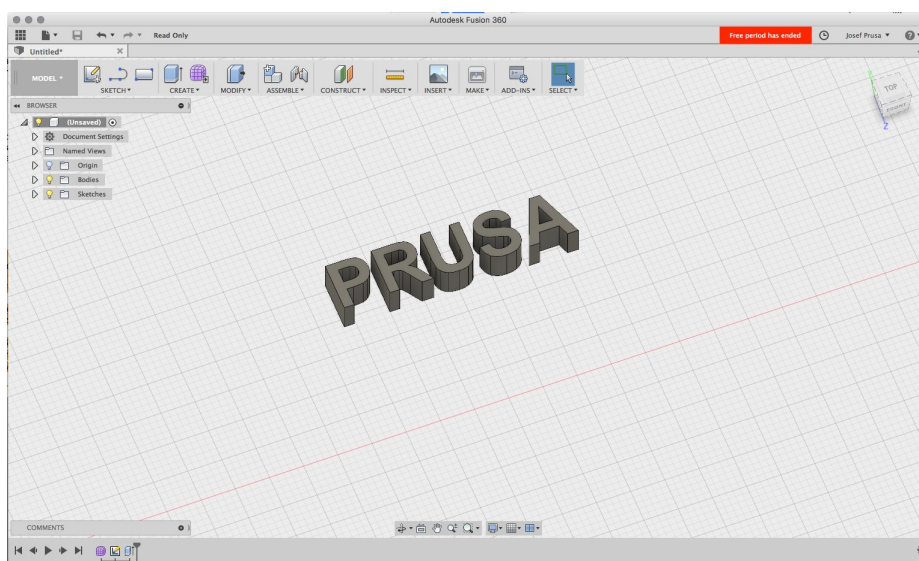 Autodesk Fusion 360
Read Only
Free period has ended
Josef Prusa
Untitled*
MODEL
SKETCH
CREATE
MODIFY
ASSEMBLE
CONSTRUCT
INSPECT
INSERT
MAKE
ADD-INS
SELECT
BROWSER
(Unsaved)
Document Settings
Named Views
Origin
Bodies
Sketches
TOP
Z
PRUSA
COMMENTS